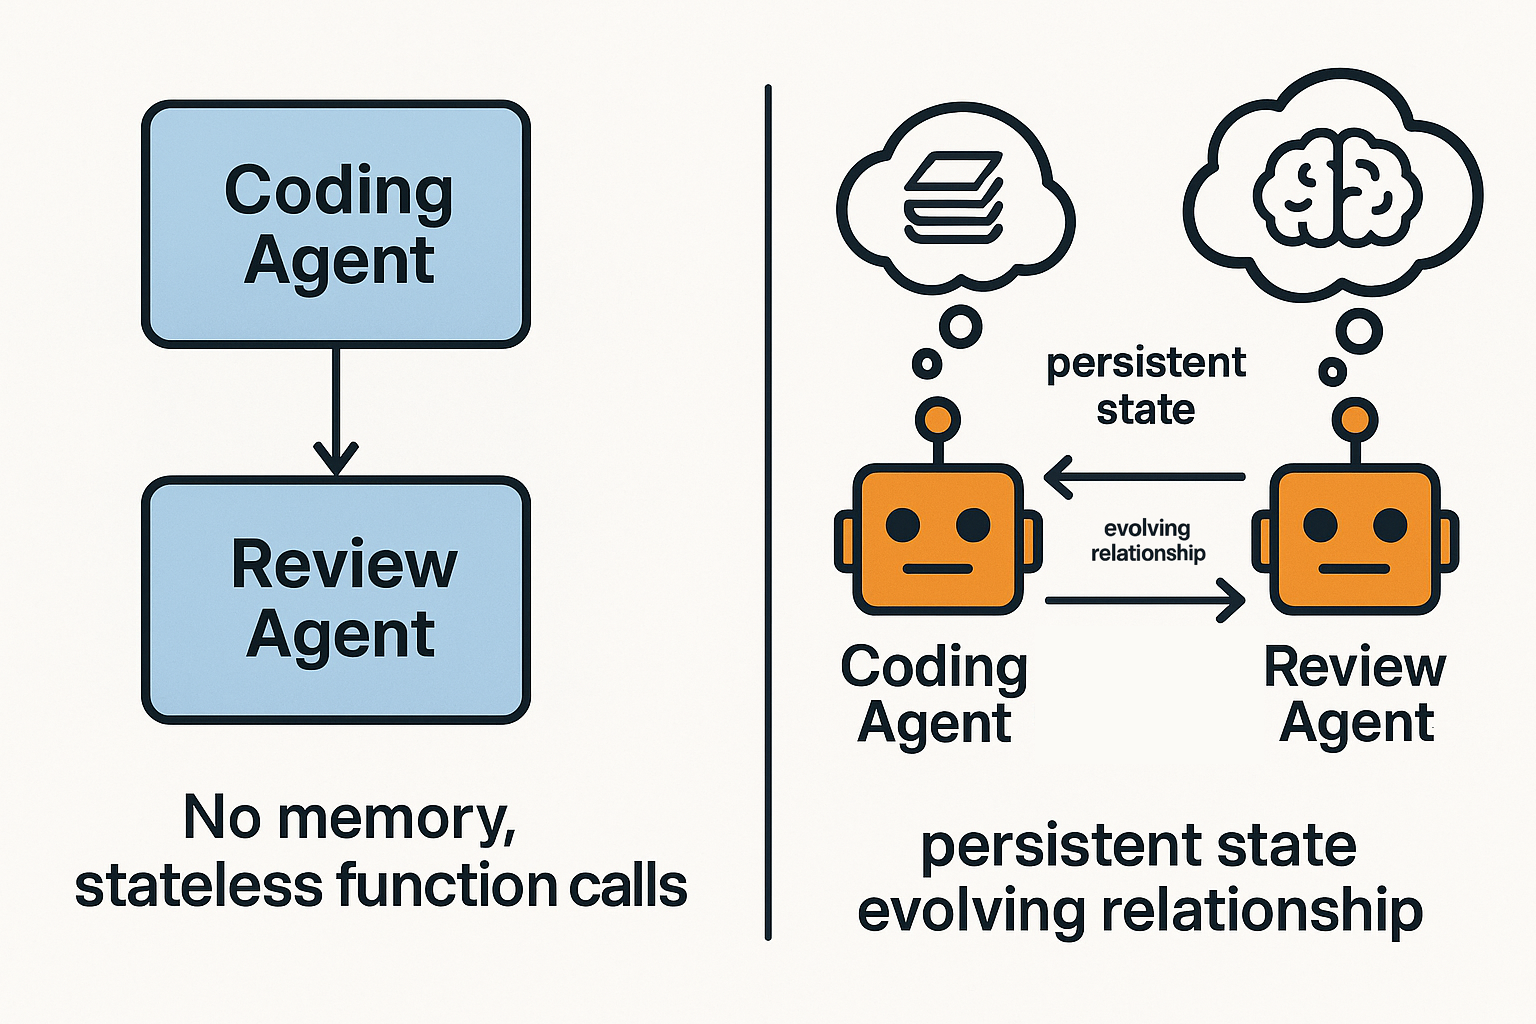 Coding
Agent
Review
Agent
No memory,
stateless function calls
persistent
state
evolving
relationship
Coding
Agent
Review
Agent
persistent state
evolving relationship